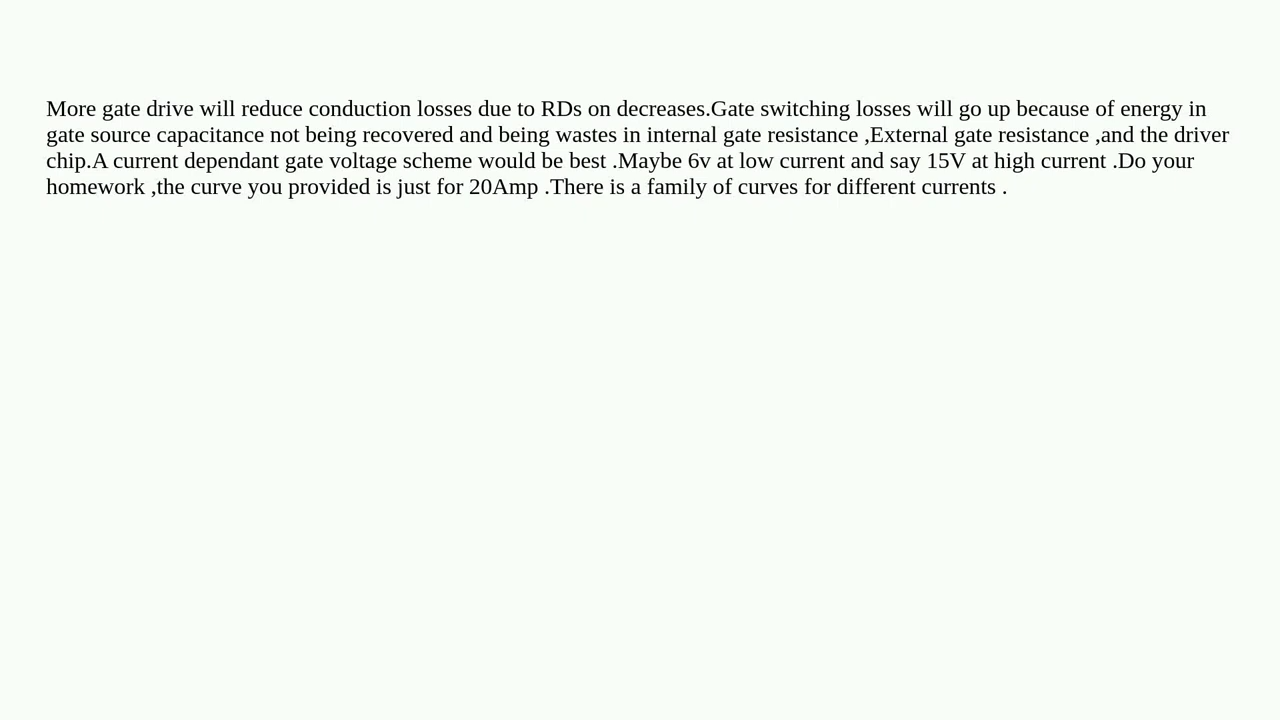 More gate drive will reduce conduction losses due to RDs on decreases.Gate switching losses will go up because of energy in
gate source capacitance not being recovered and being wastes in internal gate resistance ,External gate resistance ,and the driver
chip.A current dependant gate voltage scheme would be best .Maybe 6v at low current and say 15V at high current .Do your
homework ,the curve you provided is just for 20Amp .There is a family of curves for different currents .